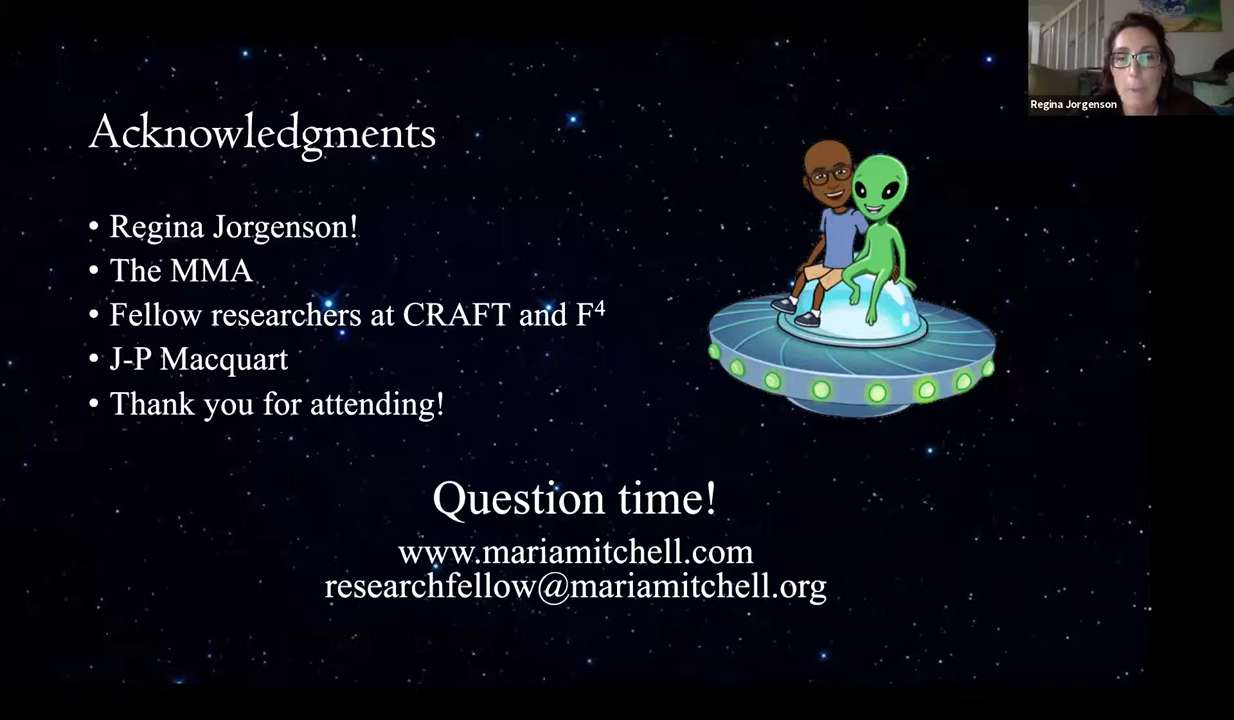 Acknowledgments
• Regina Jorgenson!
• The MMA
• Fellow researchers at CRAFT and F⁴
• J-P Macquart
• Thank you for attending!
Question time!
www.mariamitchell.com
researchfellow@mariamitchell.org
Regina Jorgenson